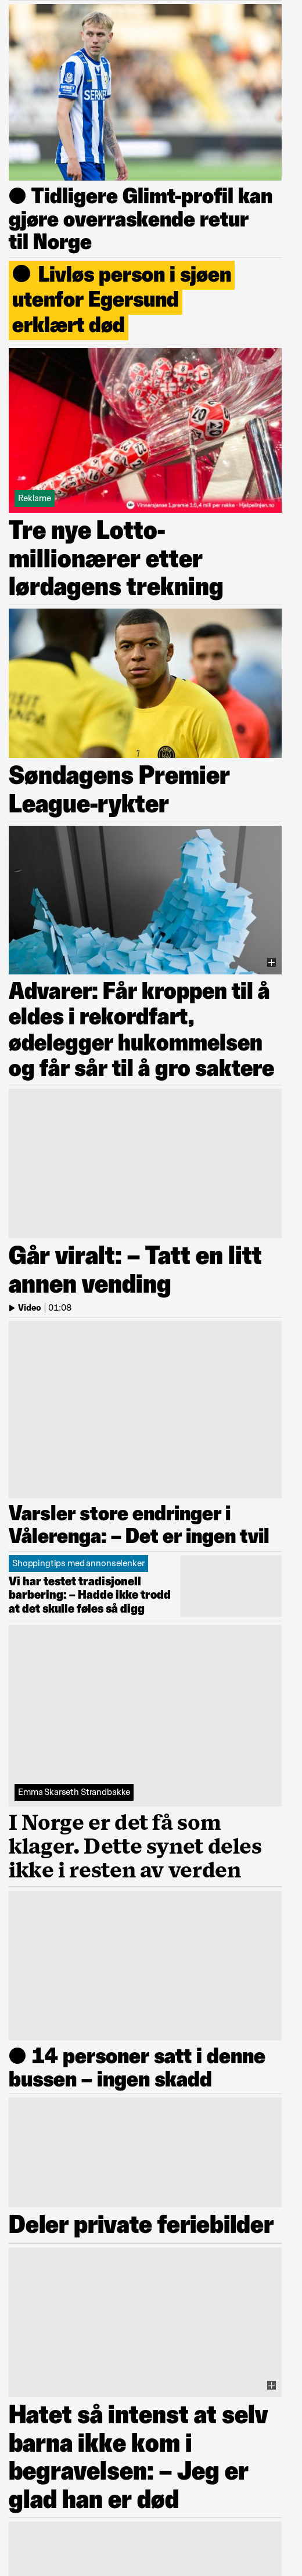 SERNE
● Tidligere Glimt-profil kan
gjøre overraskende retur
til Norge
● Livløs person i sjøen
utenfor Egersund
erklært død
20
20
Reklame
Vinnersjanse 1.premie 1:6,4 mill per rekke - Hjelpelinjen.no
Tre nye Lotto-
millionærer etter
lørdagens trekning
Søndagens Premier
League-rykter
Advarer: Får kroppen til å
eldes i rekordfart,
ødelegger hukommelsen
og får sår til å gro saktere
Går viralt: – Tatt en litt
annen vending
Video | 01:08
Varsler store endringer i
Vålerenga: – Det er ingen tvil
Shoppingtips med annonselenker
Vi har testet tradisjonell
barbering: – Hadde ikke trodd
at det skulle føles så digg
Emma Skarseth Strandbakke
I Norge er det få som
klager. Dette synet deles
ikke i resten av verden
● 14 personer satt i denne
bussen – ingen skadd
Deler private feriebilder
Hatet så intenst at selv
barna ikke kom i
begravelsen: – Jeg er
glad han er død